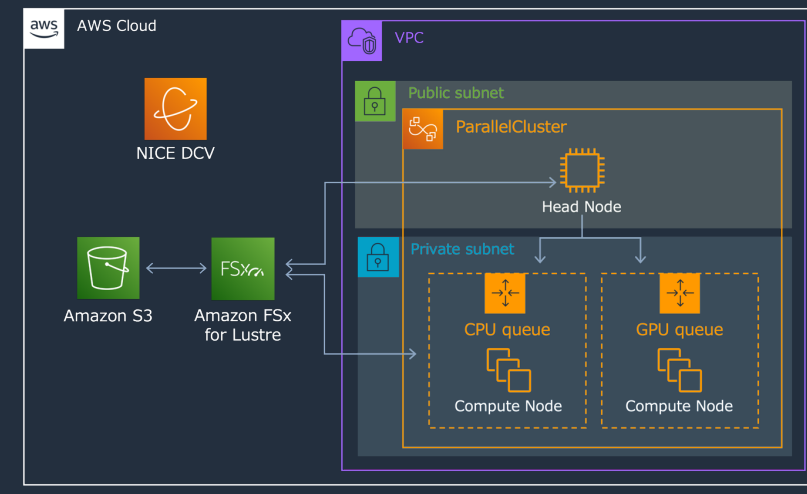 aws
AWS Cloud
VPC
NICE DCV
Public subnet
ParallelCluster
Head Node
Private subnet
Amazon S3
FSx
Amazon FSx
for Lustre
CPU queue
Compute Node
GPU queue
Compute Node